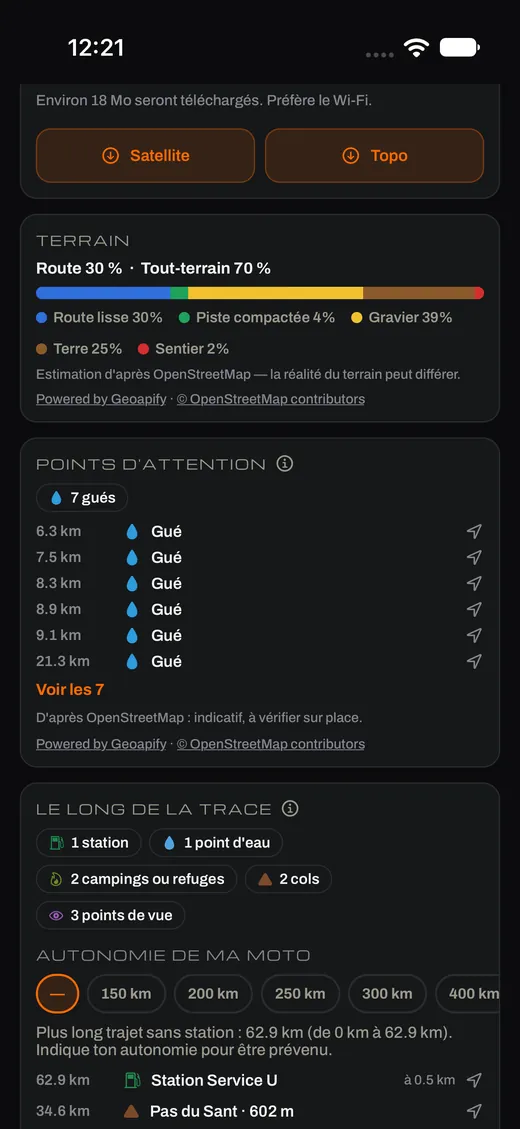 12:21
Environ 18 Mo seront téléchargés. Préfère le Wi-Fi.
Satellite
Topo
TERRAIN
Route 30 % · Tout-terrain 70 %
Route lisse 30% Piste compactée 4% Gravier 39%
Terre 25% Sentier 2%
Estimation d'après OpenStreetMap — la réalité du terrain peut différer.
Powered by Geoapify · © OpenStreetMap contributors
POINTS D'ATTENTION
7 gués
6.3 km Gué
7.5 km Gué
8.3 km Gué
8.9 km Gué
9.1 km Gué
21.3 km Gué
Voir les 7
D'après OpenStreetMap : indicatif, à vérifier sur place.
Powered by Geoapify · © OpenStreetMap contributors
LE LONG DE LA TRACE
1 station 1 point d'eau
2 campings ou refuges 2 cols
3 points de vue
AUTONOMIE DE MA MOTO
— 150 km 200 km 250 km 300 km 400 km
Plus long trajet sans station : 62.9 km (de 0 km à 62.9 km).
Indique ton autonomie pour être prévenu.
62.9 km Station Service U à 0.5 km
34.6 km Pas du Sant · 602 m